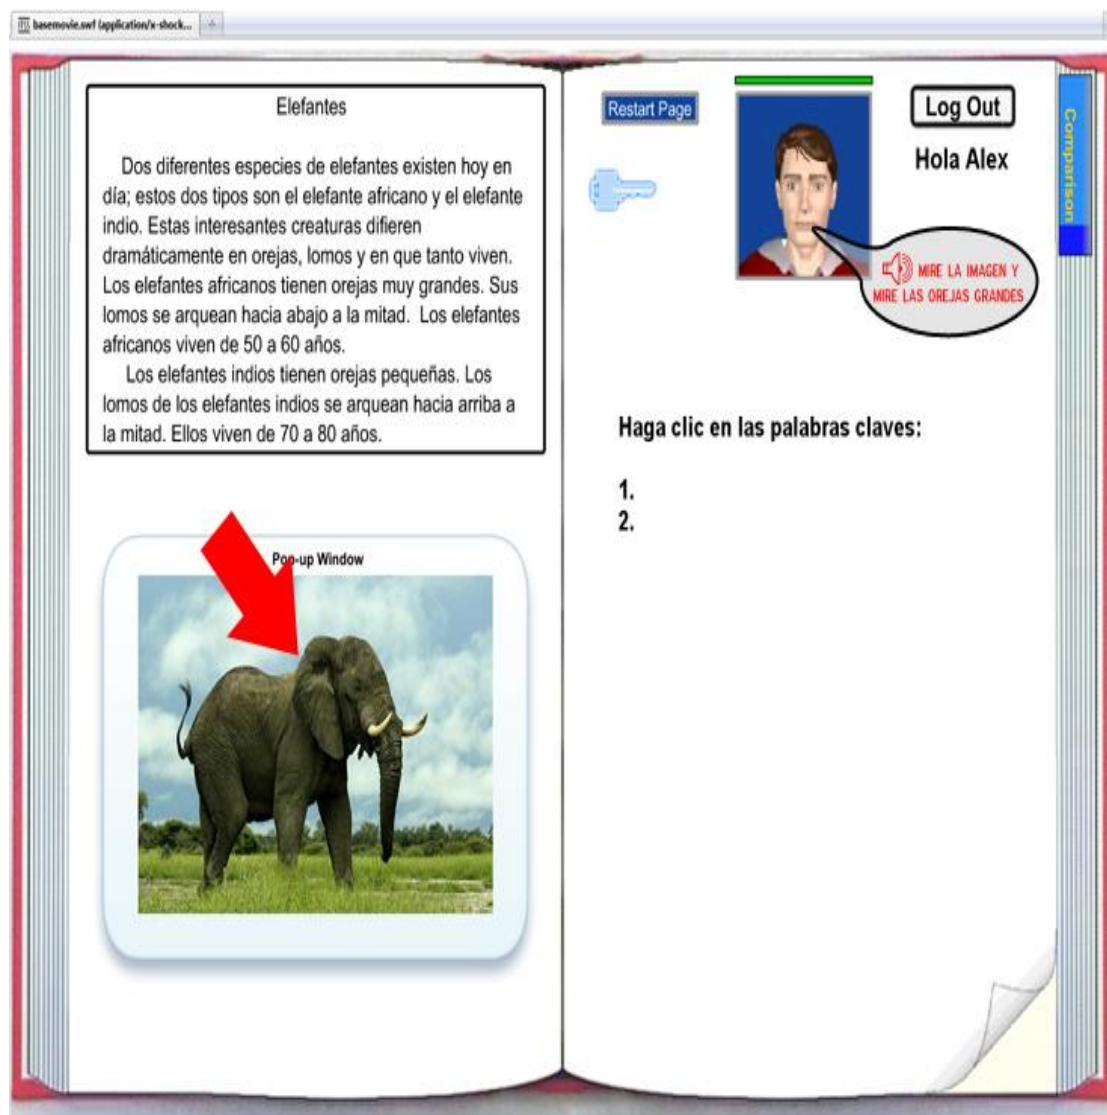 basemovie.swf (application/x-shock...
Elefantes
Dos diferentes especies de elefantes existen hoy en
día; estos dos tipos son el elefante africano y el elefante
indio. Estas interesantes creaturas difieren
dramáticamente en orejas, lomos y en que tanto viven.
Los elefantes africanos tienen orejas muy grandes. Sus
lomos se arquean hacia abajo a la mitad. Los elefantes
africanos viven de 50 a 60 años.
Los elefantes indios tienen orejas pequeñas. Los
lomos de los elefantes indios se arquean hacia arriba a
la mitad. Ellos viven de 70 a 80 años.
Pop-up Window
Restart Page
Log Out
Hola Alex
Comparison
MIRE LA IMAGEN Y
MIRE LAS OREJAS GRANDES
Haga clic en las palabras claves:
1.
2.